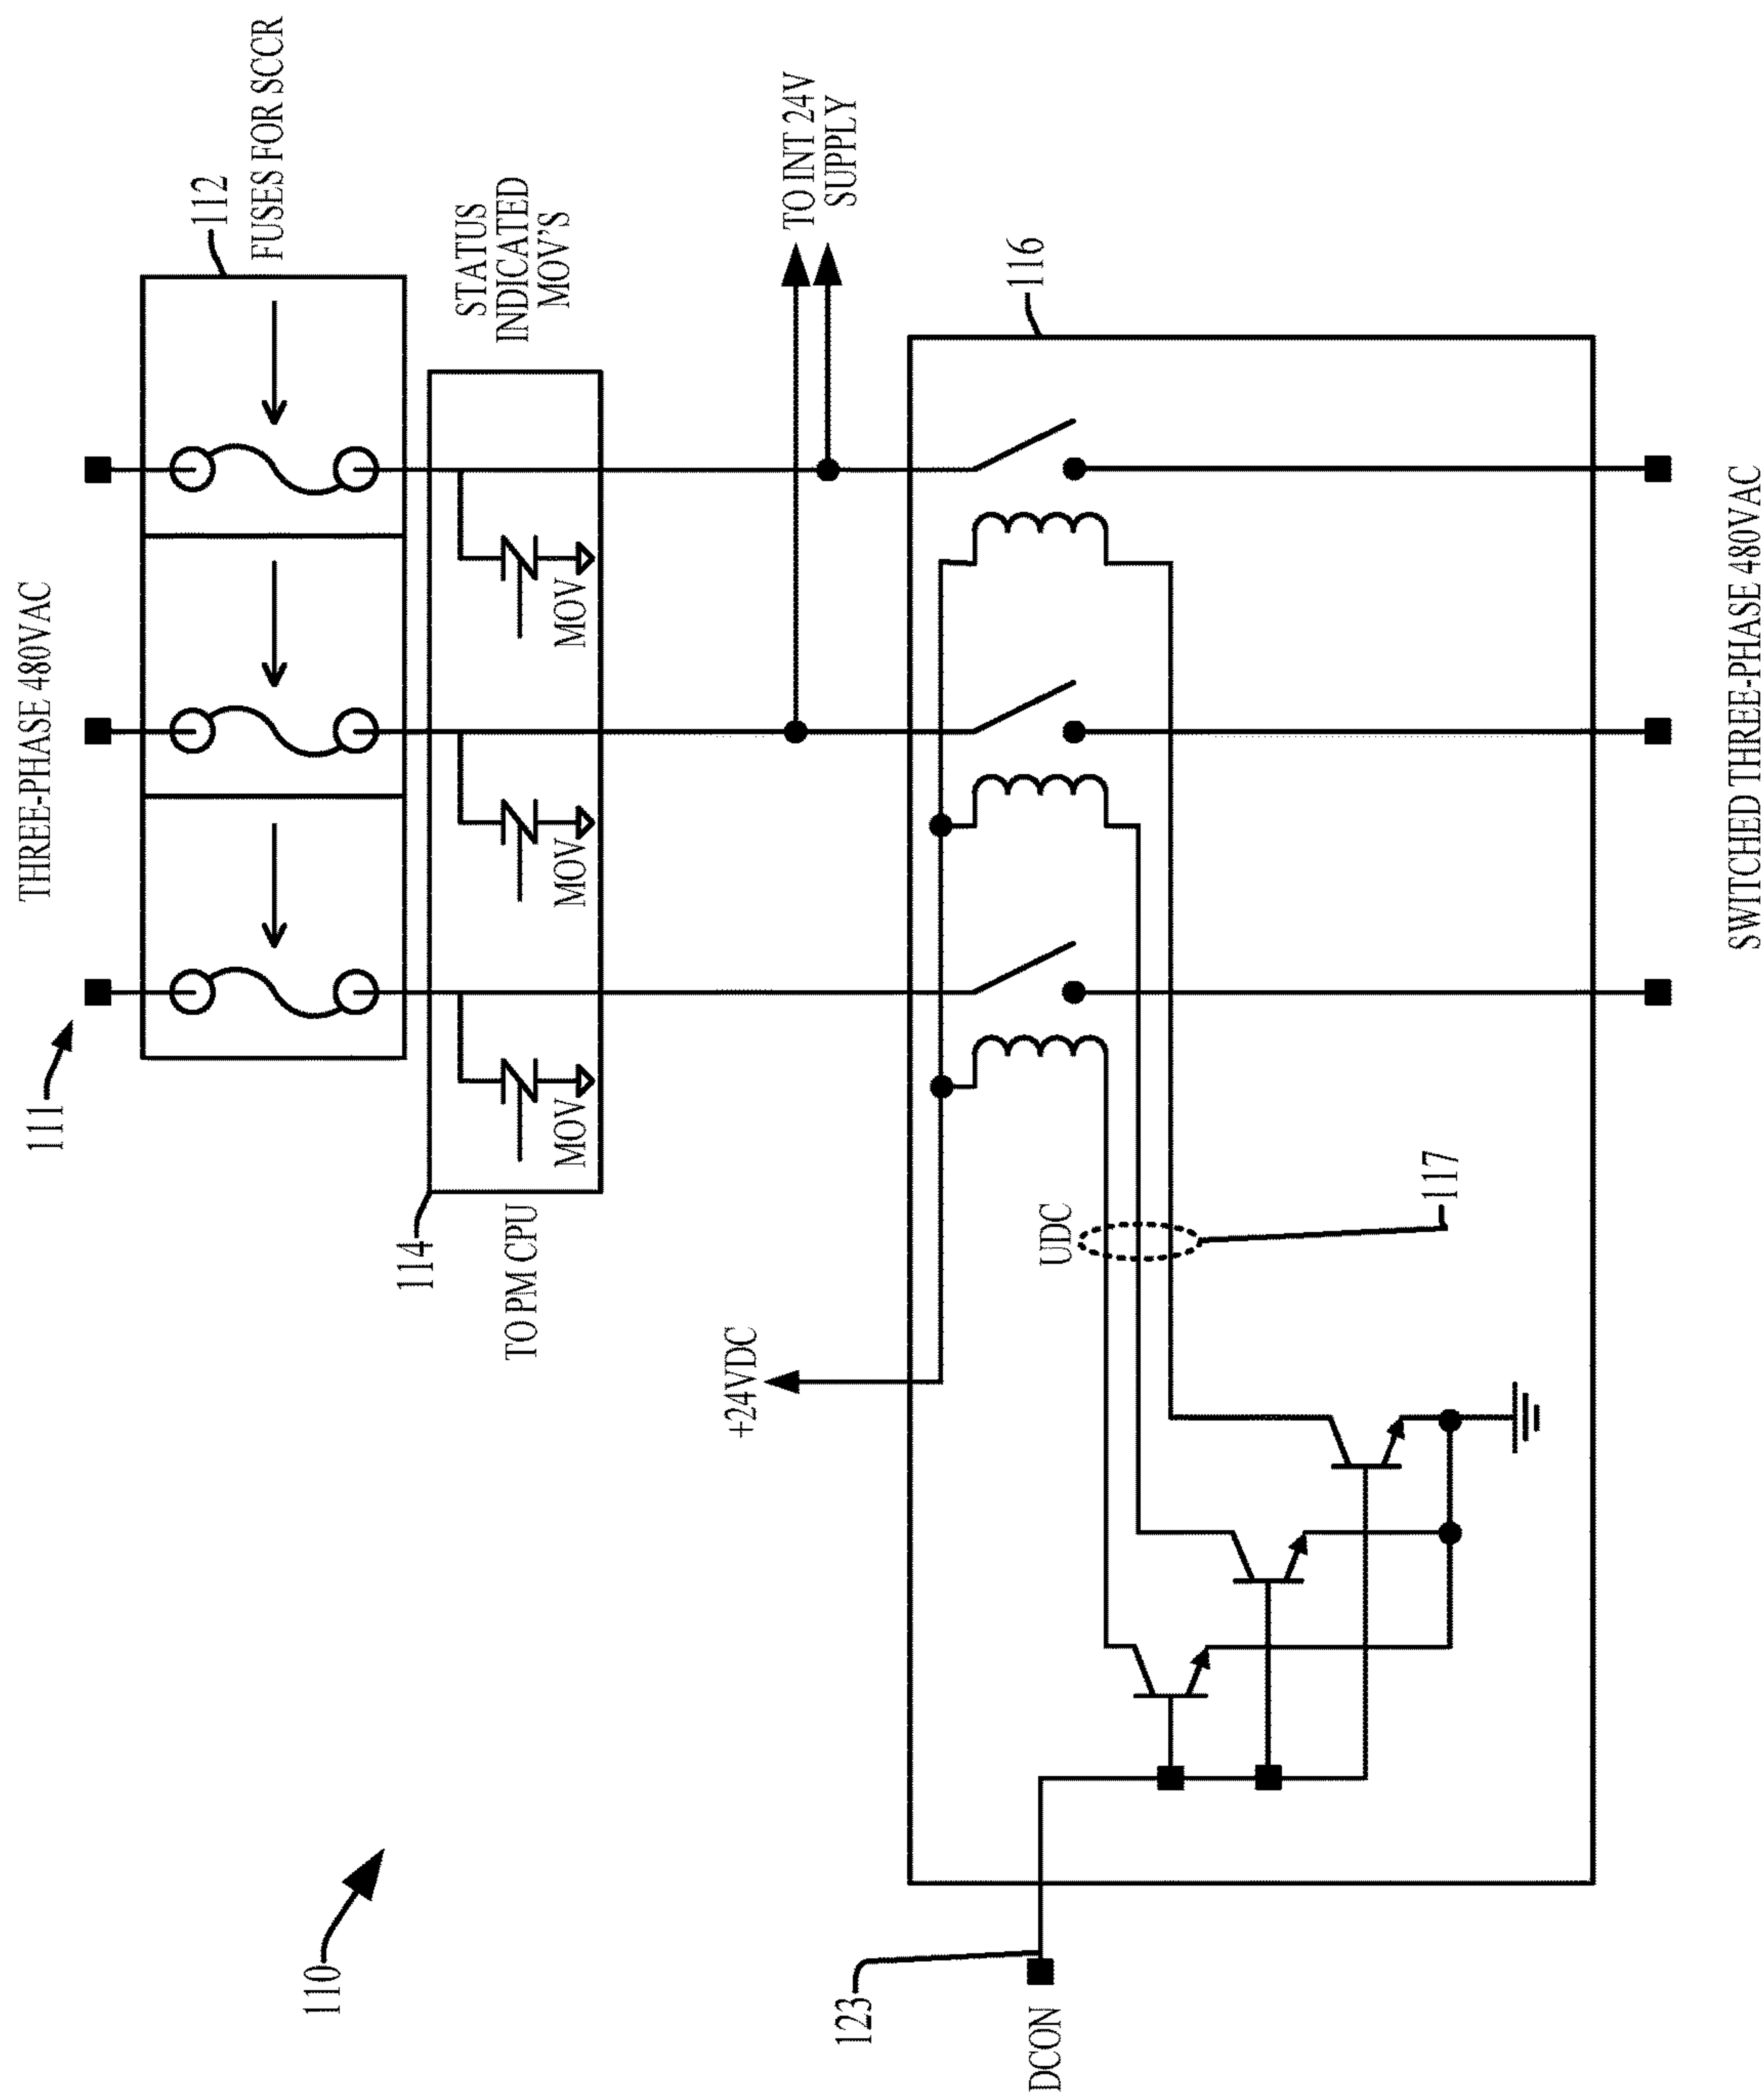 THREE-PHASE 480VAC
111
112
FUSES FOR SCCR
STATUS
INDICATED
MOV'S
MOV
MOV
MOV
114
TO PM CPU
TO INT 24V
SUPPLY
+24VDC
116
UDC
117
110
123
DCON
SWITCHED THREE-PHASE 480VAC